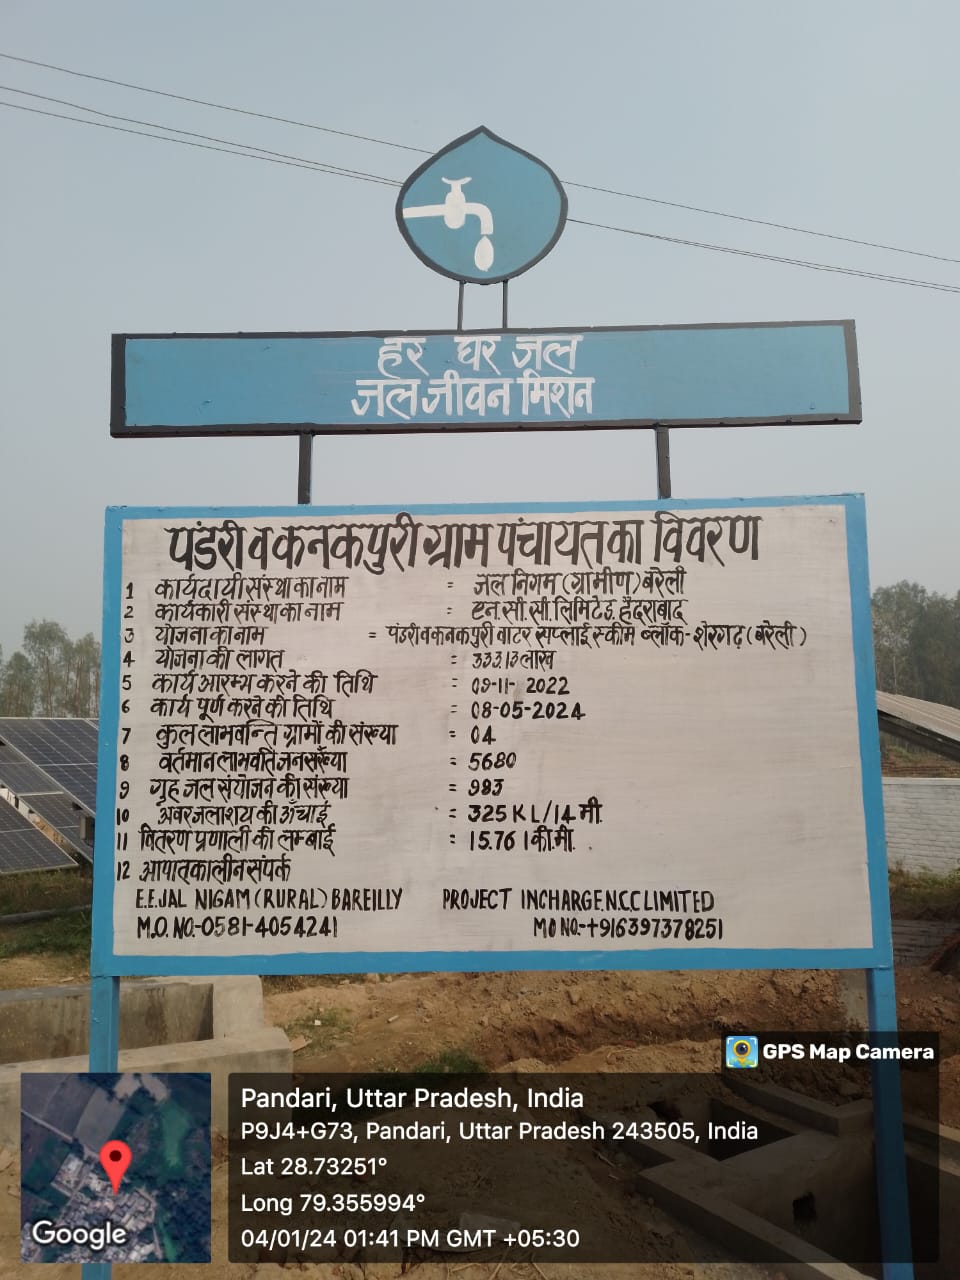 हर घर जल
जल जीवन मिशन
पंडरी व कनकपुरी ग्राम पंचायत का विवरण
1 कार्यदायी संस्था का नाम = जल निगम (ग्रामीण) बरेली
2 कार्यकारी संस्था का नाम = एन.सी.सी. लिमिटेड, हैदराबाद
3 योजना का नाम = पंडरी व कनकपुरी वाटर सप्लाई स्कीम ब्लॉक- शेरगढ़ (बरेली)
4 योजना की लागत = 333.13 लाख
5 कार्य आरम्भ करने की तिथि = 09-11-2022
6 कार्य पूर्ण करने की तिथि = 08-05-2024
7 कुल लाभवन्ति ग्रामों की संख्या = 04
8 वर्तमान लाभवंति जनसंख्या = 5680
9 गृह जल संयोजन की संख्या = 983
10 अवर जलाशय की ऊँचाई = 325 KL/14 मी.
11 वितरण प्रणाली की लम्बाई = 15.761 की.मी.
12 आपातकालीन संपर्क
E.E.JAL NIGAM (RURAL) BAREILLY PROJECT INCHARGE N.C.C LIMITED
M.O. NO.-0581-4054241 MO NO.-+916397378251
GPS Map Camera
Pandari, Uttar Pradesh, India
P9J4+G73, Pandari, Uttar Pradesh 243505, India
Lat 28.73251°
Long 79.355994°
04/01/24 01:41 PM GMT +05:30
Google